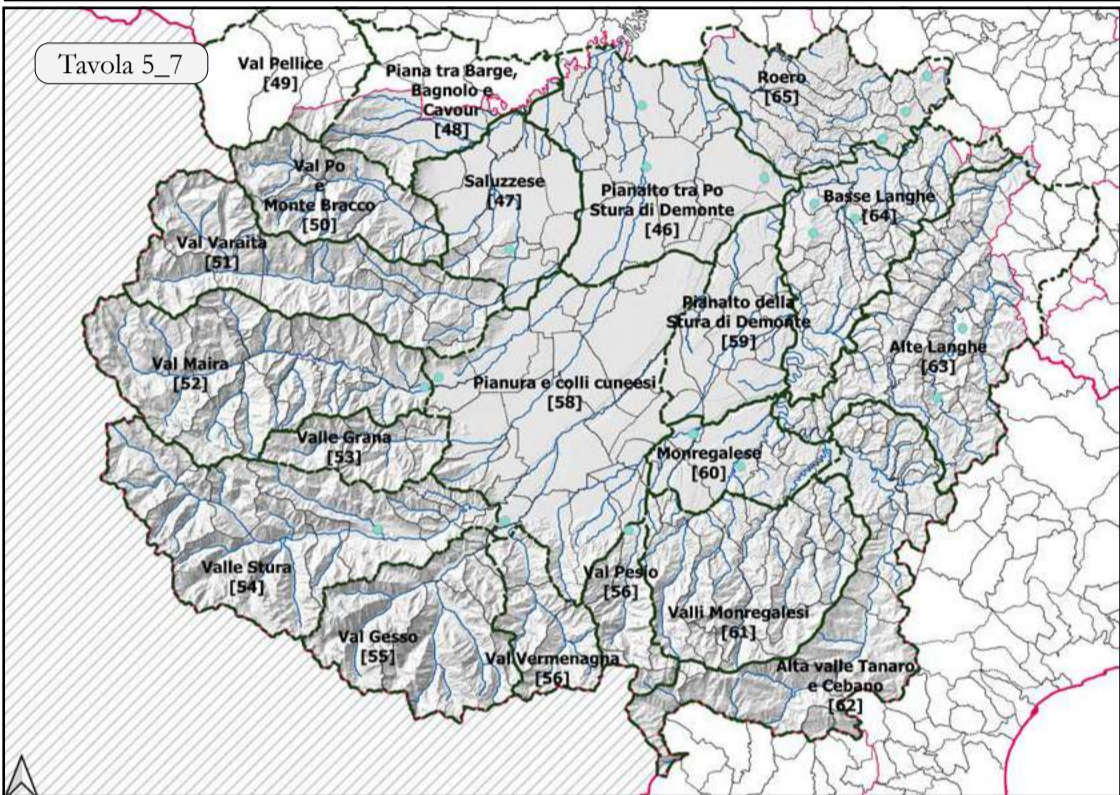 Tavola 5_7
Val Pellice
[49]
Piana tra Barge,
Bagnolo e
Cavour
[48]
Roero
[65]
Val Po
e
Monte Bracco
[50]
Saluzzese
[47]
Pianalto tra Po
Stura di Demonte
[46]
Basse Langhe
[64]
Val Varaita
[51]
Pianalto della
Stura di Demonte
[59]
Alte Langhe
[63]
Val Maira
[52]
Pianura e colli cuneesi
[58]
Valle Grana
[53]
Monregalese
[60]
Valle Stura
[54]
Val Pesio
[56]
Valli Monregalesi
[61]
Val Gesso
[55]
Val Vermenagna
[56]
Alta valle Tanaro
e Cebano
[62]